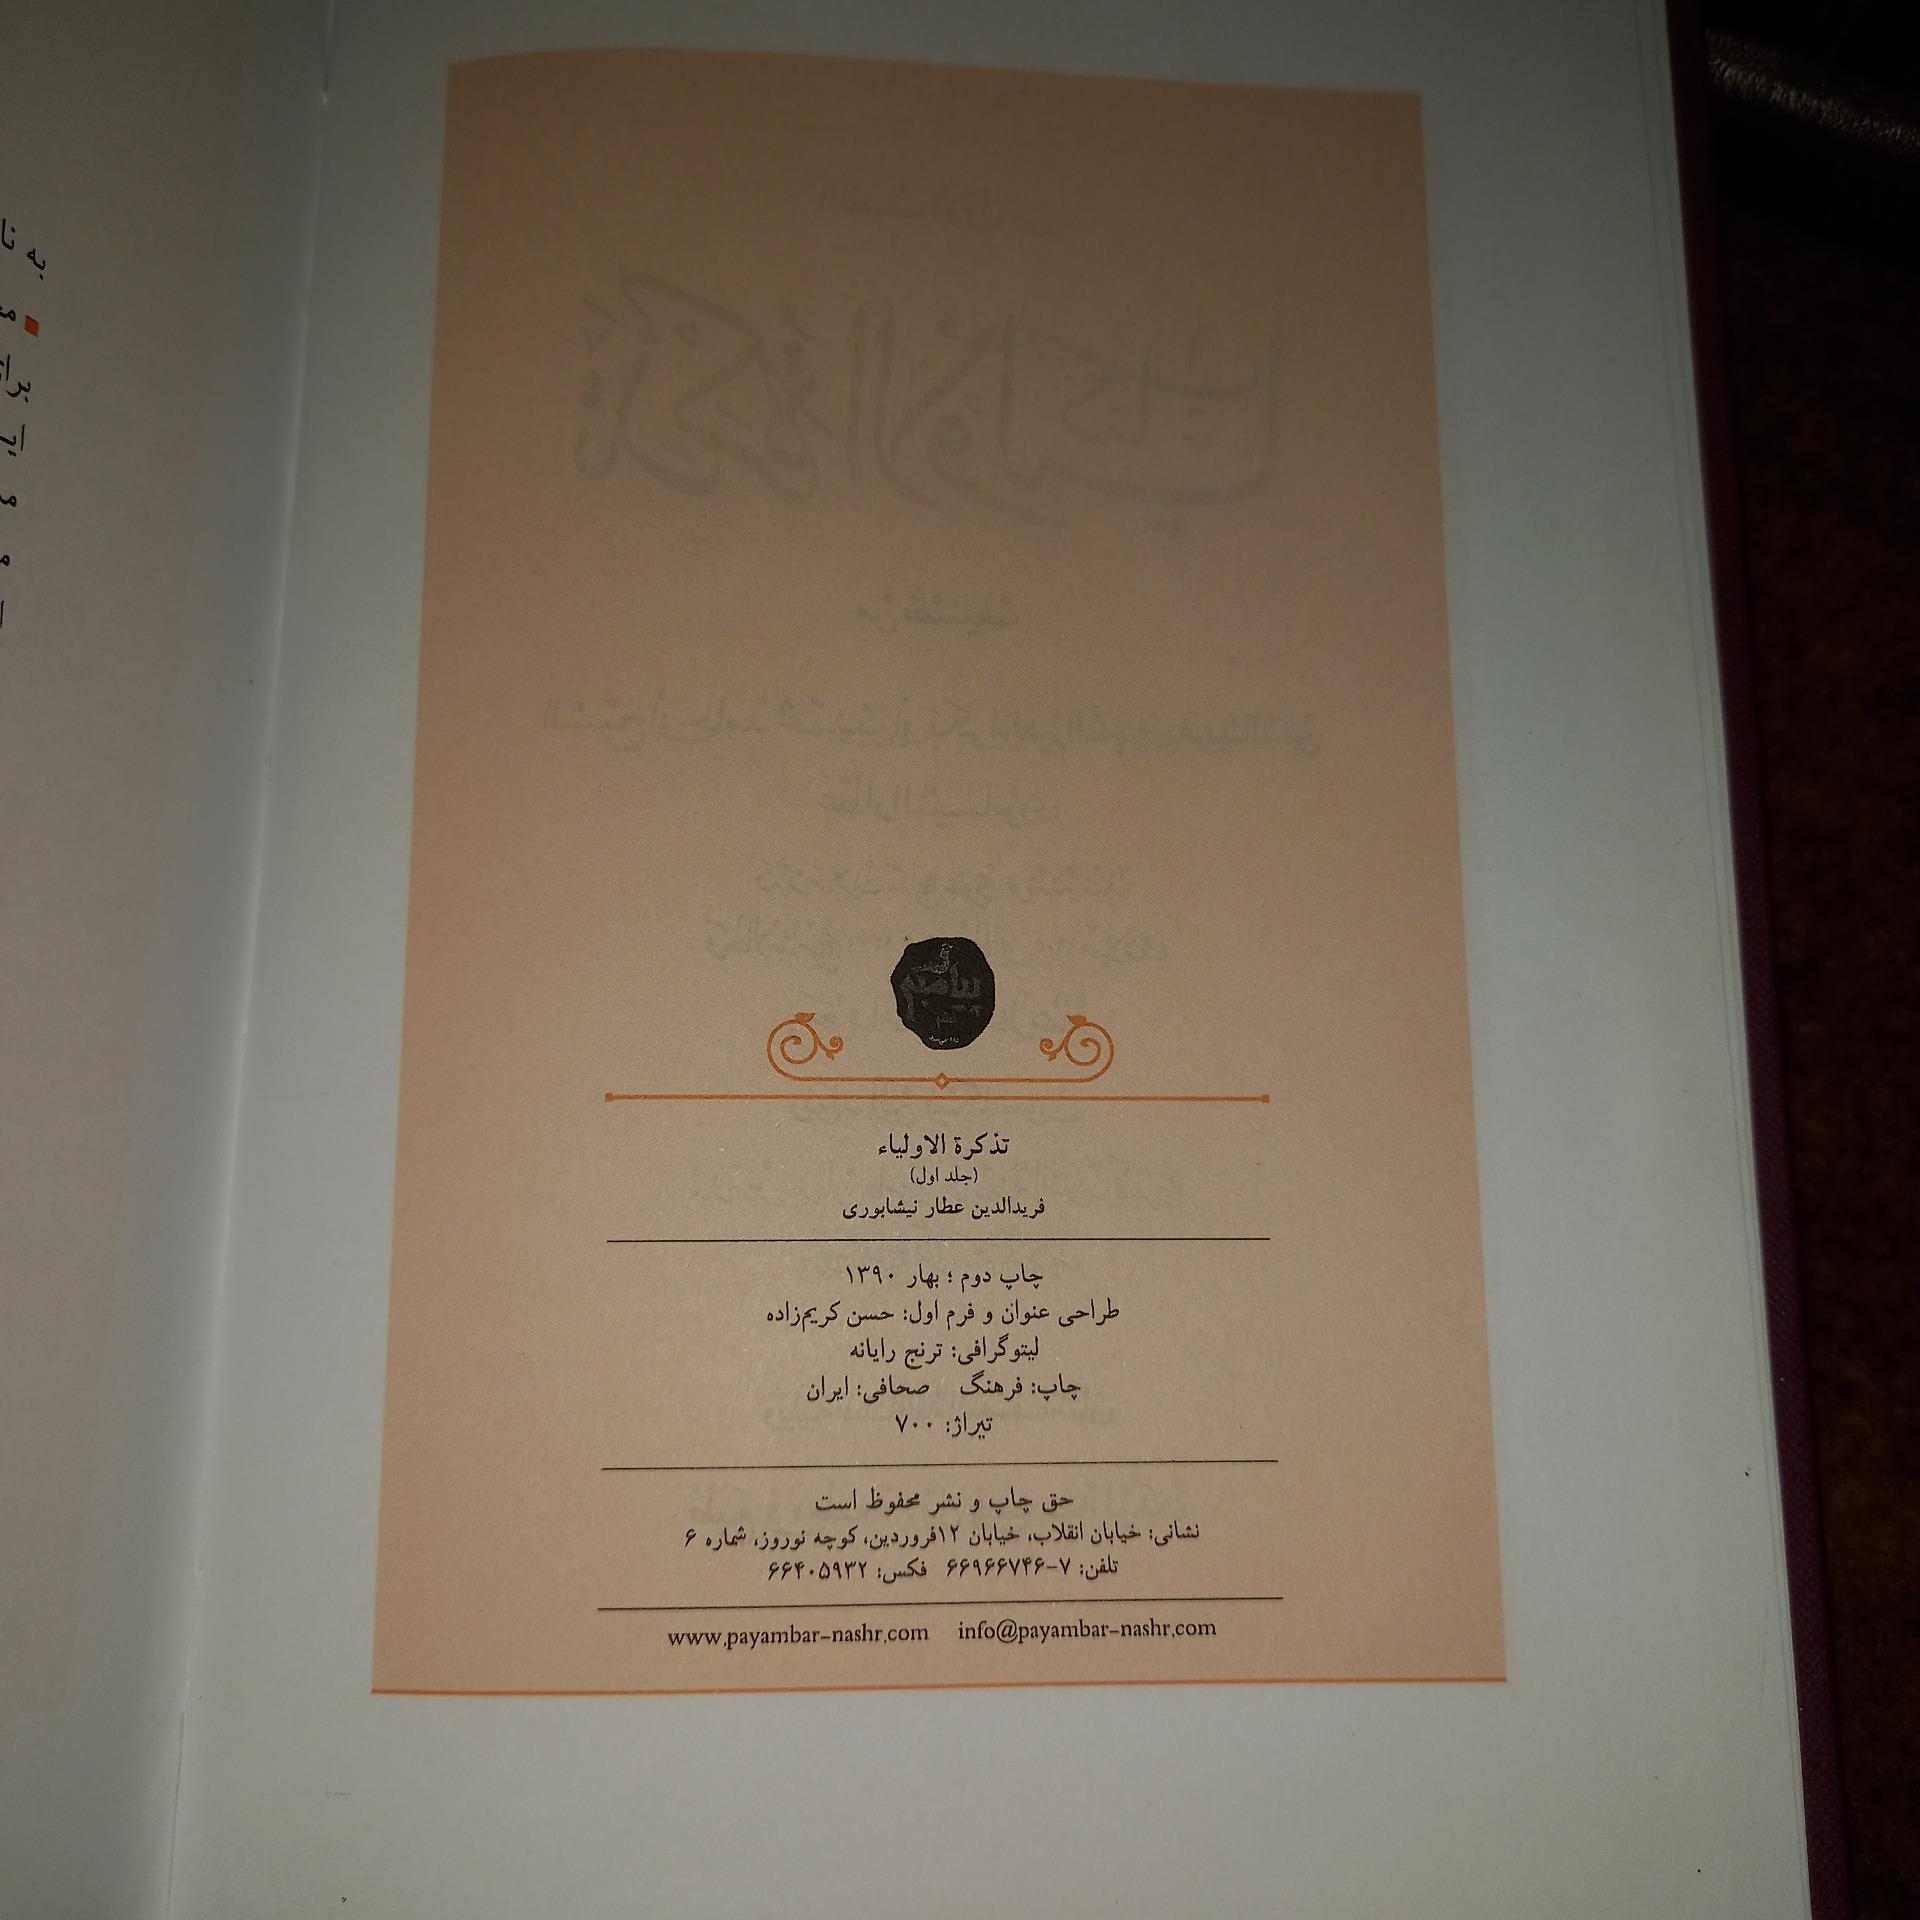 پیامبر
تذکرة الاولیاء
(جلد اول)
فریدالدین عطار نیشابوری
چاپ دوم ؛ بهار ۱۳۹۰
طراحی عنوان و فرم اول: حسن کریم‌زاده
لیتوگرافی: ترنج رایانه
چاپ: فرهنگ صحافی: ایران
تیراژ: ۷۰۰
حق چاپ و نشر محفوظ است
نشانی: خیابان انقلاب، خیابان ۱۲فروردین، کوچه نوروز، شماره ۶
تلفن: ۷-۶۶۹۶۶۷۴۶ فکس: ۶۶۴۰۵۹۳۲
www.payambar-nashr.com info@payambar-nashr.com